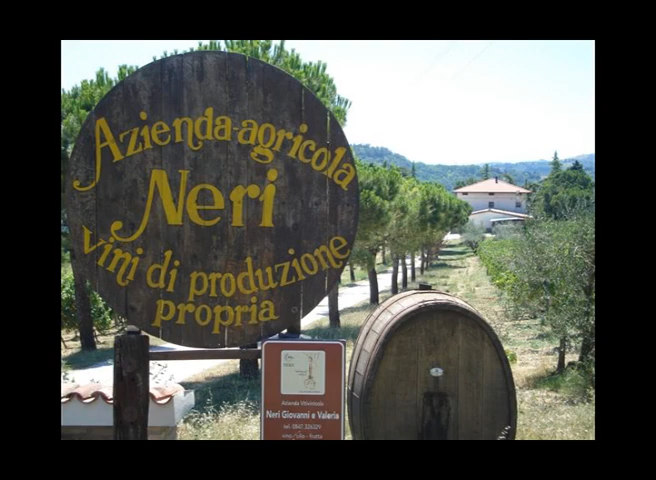 Azienda-agricola
Neri
Vini di produzione
propria
Azienda Vitivinicola
Neri Giovanni e Valeria